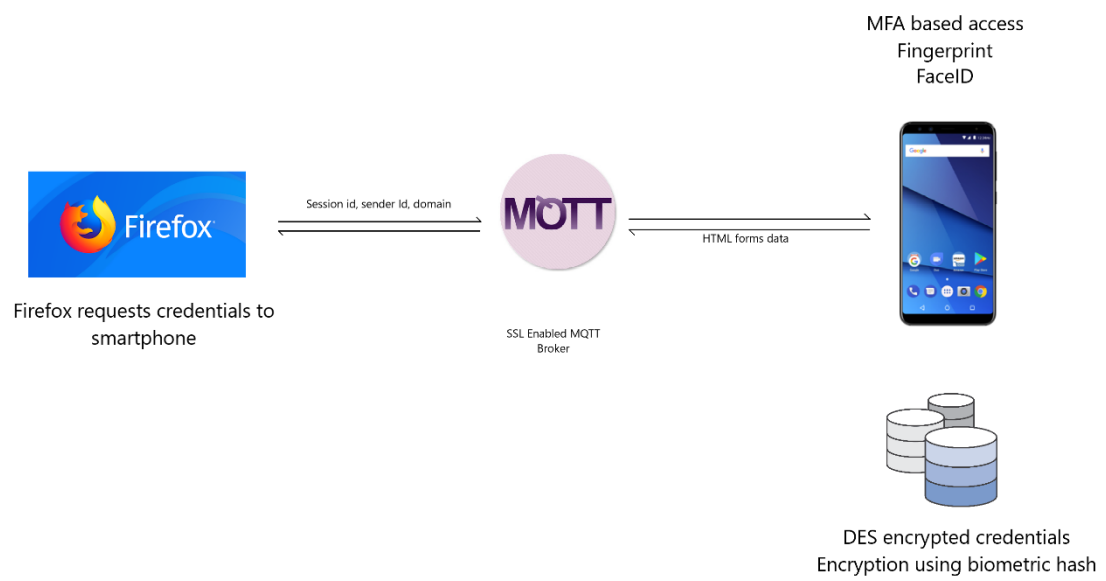 MFA based access
Fingerprint
FaceID
Google
Firefox
Session id, sender Id, domain
MQTT
HTML forms data
Firefox requests credentials to
smartphone
SSL Enabled MQTT
Broker
DES encrypted credentials
Encryption using biometric hash